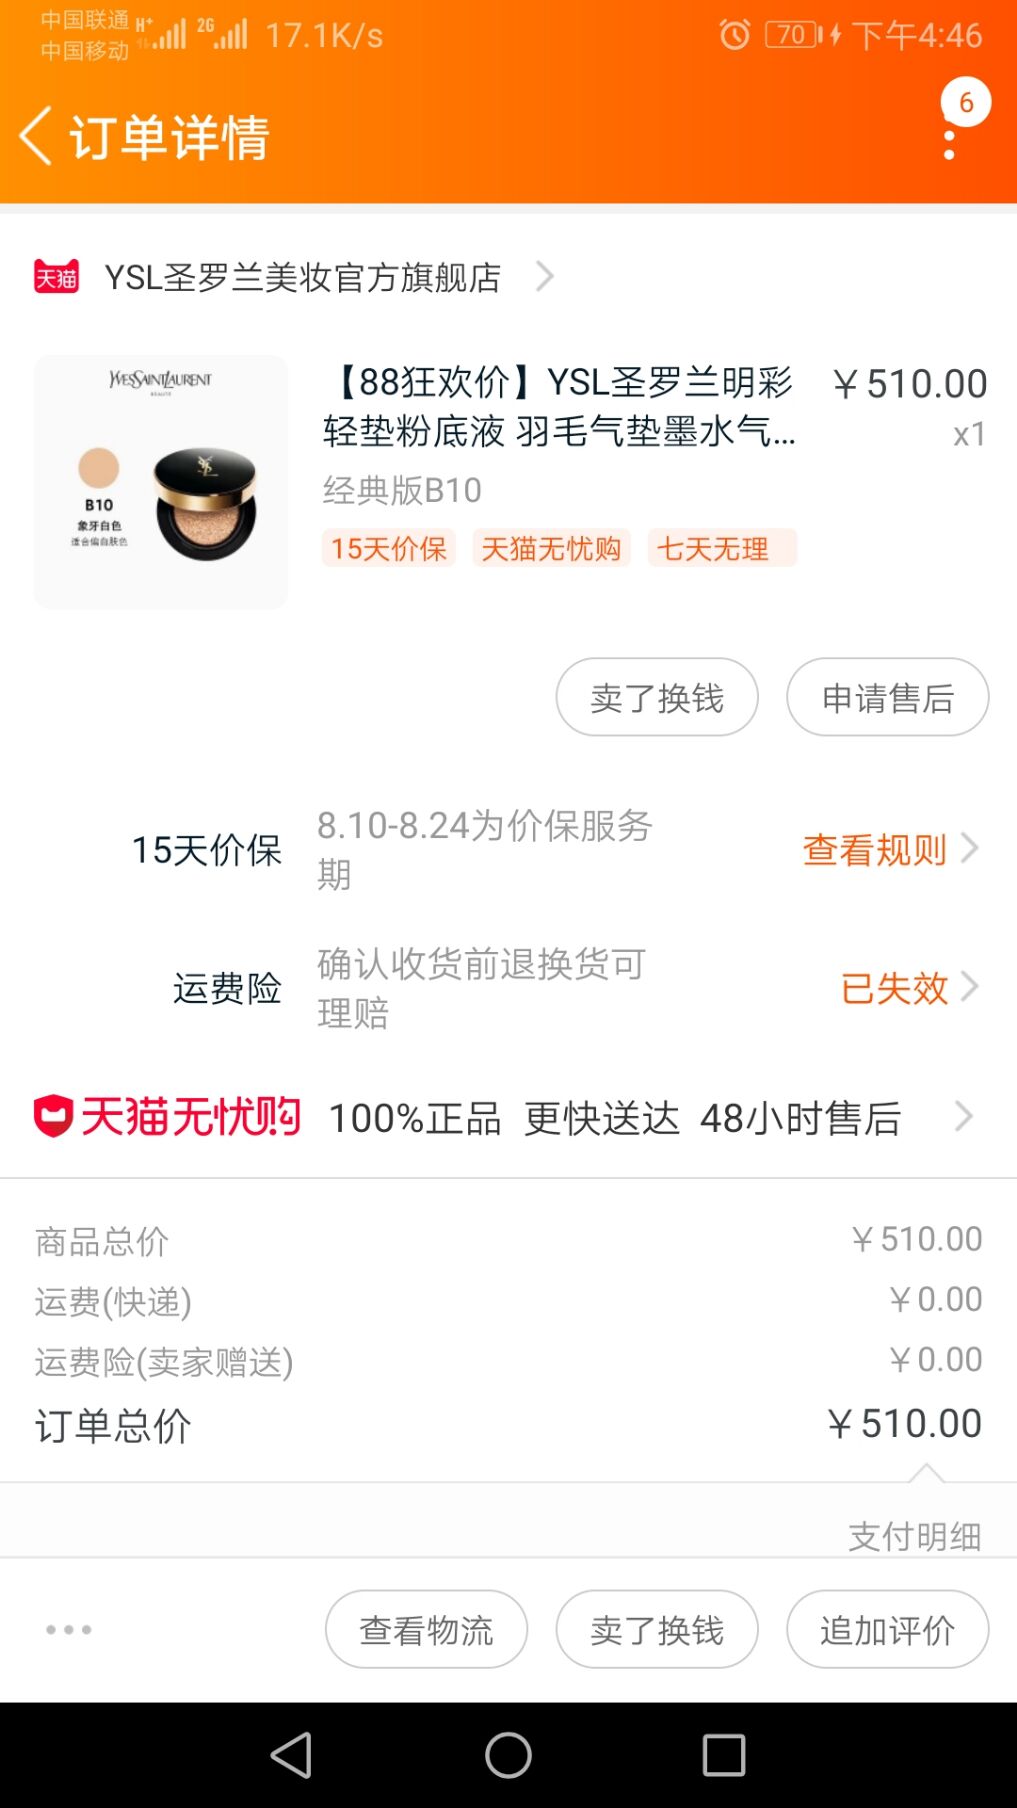 中国联通 H+ 2G 17.1K/s 70 下午4:46
中国移动
订单详情
6
天猫 YSL圣罗兰美妆官方旗舰店
YVESSAINTLAURENT
BEAUTÉ
B10
象牙白色
适合偏白肤色
【88狂欢价】YSL圣罗兰明彩 ￥510.00
轻垫粉底液 羽毛气垫墨水气... x1
经典版B10
15天价保 天猫无忧购 七天无理
卖了换钱 申请售后
15天价保 8.10-8.24为价保服务 查看规则
期
运费险 确认收货前退换货可 已失效
理赔
天猫无忧购 100%正品 更快送达 48小时售后
商品总价 ￥510.00
运费(快递) ￥0.00
运费险(卖家赠送) ￥0.00
订单总价 ￥510.00
支付明细
查看物流 卖了换钱 追加评价